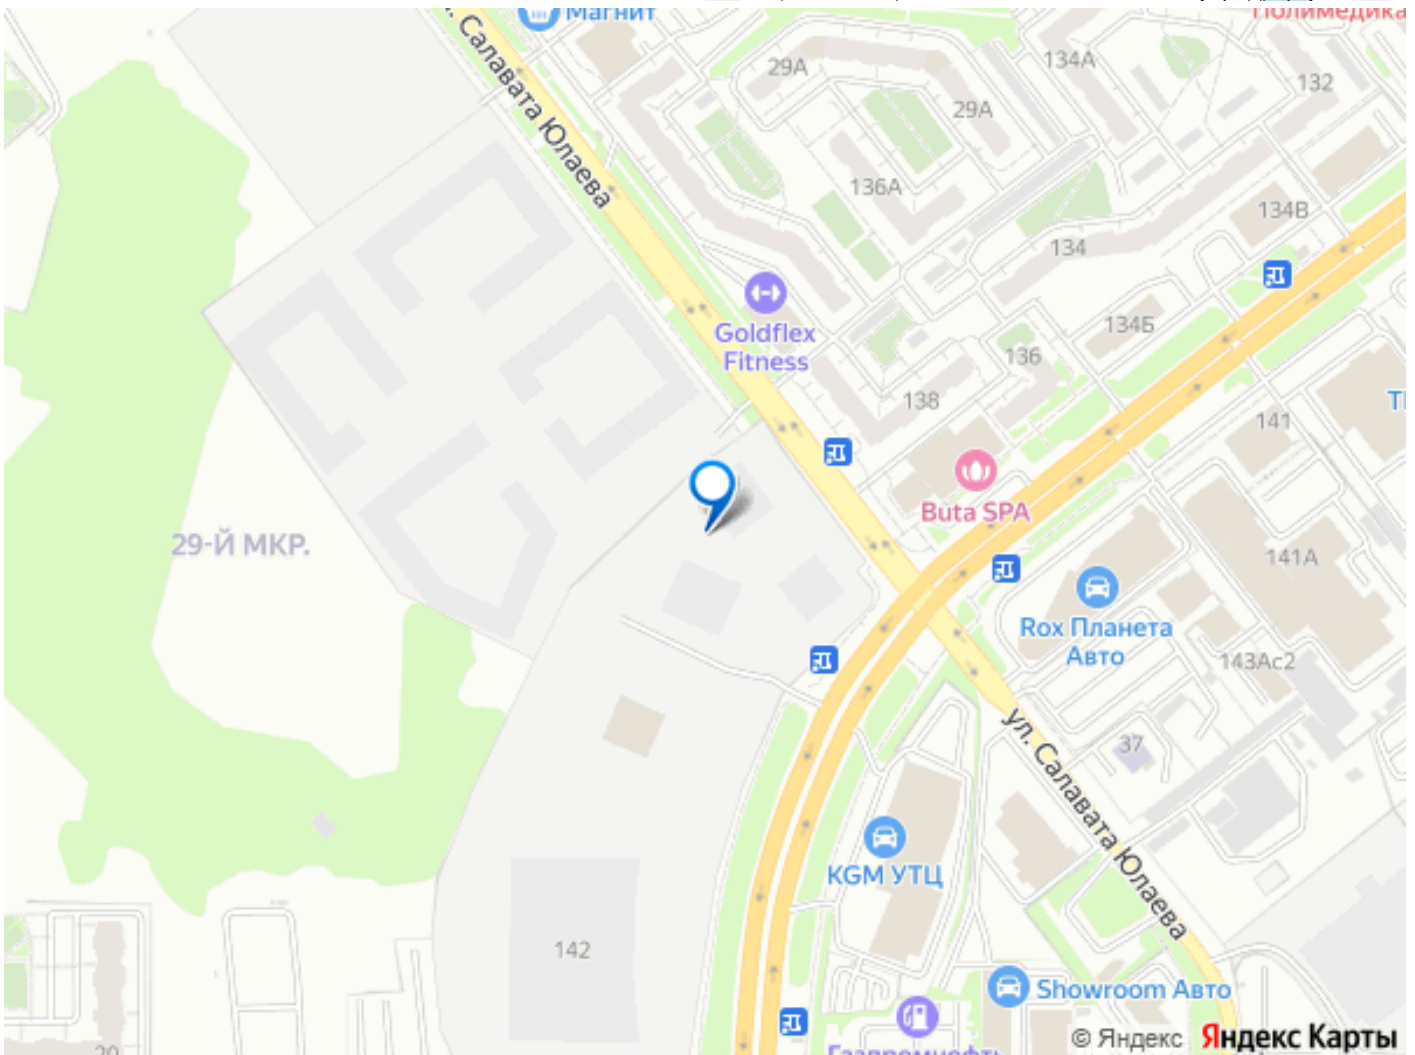 Магнит
Полимедика
ул. Салавата Юлаева
29А
134А
132
29А
136А
134В
134
Goldflex
Fitness
134Б
136
138
141
Buta SPA
29-Й МКР.
141А
Rox Планета
Авто
143Ас2
ул. Салавата Юлаева
37
KGM УТЦ
142
Showroom Авто
Газпромнефть
20
© Яндекс Яндекс Карты